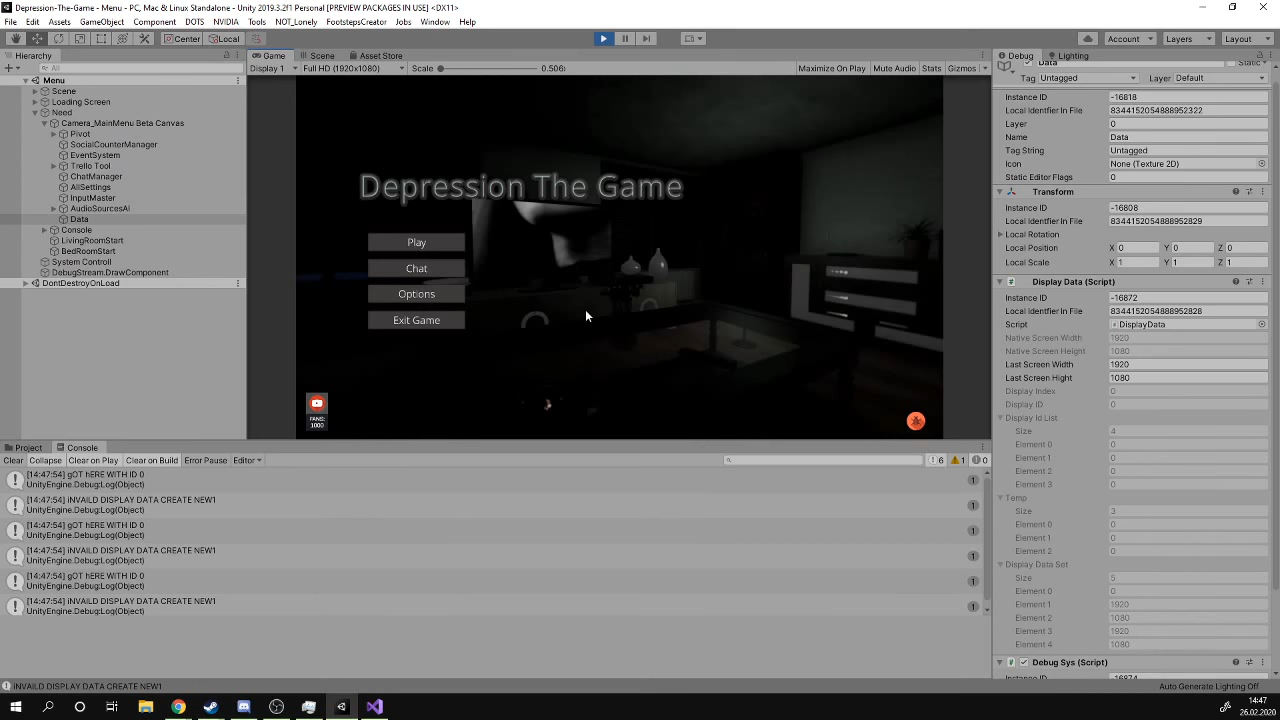 Depression-The-Game - Menu - PC, Mac & Linux Standalone - Unity 2019.3.2f1 Personal [PREVIEW PACKAGES IN USE] <DX11>
File Edit Assets GameObject Component DOTS NVIDIA Tools NOT_Lonely FootstepsCreator Jobs Window Help
Center Local Account Layers Layout
Hierarchy
All
Menu
Scene
Loading Screen
Need
Camera_MainMenu Beta Canvas
Pivot
SocialCounterManager
EventSystem
Trello Tool
ChatManager
AllSettings
InputMaster
AudioSourcesAl
Data
Console
LivingRoomStart
BedRoomStart
System Controll
DebugStream.DrawComponent
DontDestroyOnLoad
Game Scene Asset Store
Display 1 Full HD (1920x1080) Scale 0.506x Maximize On Play Mute Audio Stats Gizmos
Depression The Game
Play
Chat
Options
Exit Game
FANS:
1000
Project Console
Clear Collapse Clear on Play Clear on Build Error Pause Editor 6 1 0
[14:47:54] gOT hERE WITH ID 0
UnityEngine.Debug:Log(Object)
1
[14:47:54] iNVAILD DISPLAY DATA CREATE NEW1
UnityEngine.Debug:Log(Object)
1
[14:47:54] gOT hERE WITH ID 0
UnityEngine.Debug:Log(Object)
1
[14:47:54] iNVAILD DISPLAY DATA CREATE NEW1
UnityEngine.Debug:Log(Object)
1
[14:47:54] gOT hERE WITH ID 0
UnityEngine.Debug:Log(Object)
1
[14:47:54] iNVAILD DISPLAY DATA CREATE NEW1
UnityEngine.Debug:Log(Object)
1
Debug Lighting
Data Static
Tag Untagged Layer Default
Instance ID -16818
Local Identfier In File 8344152054888952322
Layer 0
Name Data
Tag String Untagged
Icon None (Texture 2D)
Static Editor Flags 0
Transform
Instance ID -16808
Local Identfier In File 8344152054888952829
Local Rotation
Local Position X 0 Y 0 Z 0
Local Scale X 1 Y 1 Z 1
Display Data (Script)
Instance ID -16872
Local Identfier In File 8344152054888952828
Script DisplayData
Native Screen Width 1920
Native Screen Height 1080
Last Screen Width 1920
Last Screen Hight 1080
Display Index 0
Display ID 0
Display Id List
Size 4
Element 0 0
Element 1 0
Element 2 0
Element 3 0
Temp
Size 3
Element 0 0
Element 1 0
Element 2 0
Display Data Set
Size 5
Element 0 0
Element 1 1920
Element 2 1080
Element 3 1920
Element 4 1080
Debug Sys (Script)
Instance ID -16874
iNVAILD DISPLAY DATA CREATE NEW1 Auto Generate Lighting Off
14:47
26.02.2020